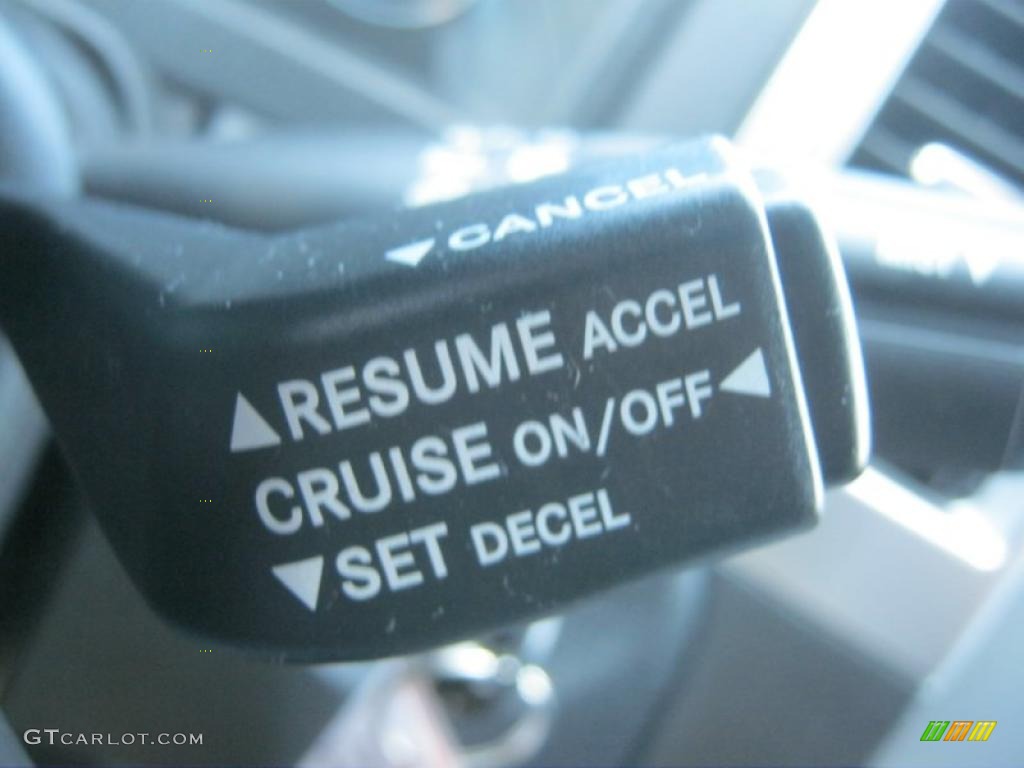 ◀CANCEL
▲RESUME ACCEL
CRUISE ON/OFF◀
▼SET DECEL
GTCARLOT.COM